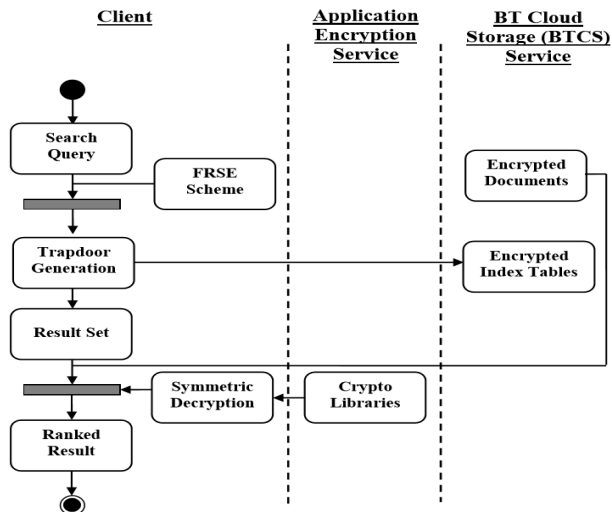 Client
Application
Encryption
Service
BT Cloud
Storage (BTCS)
Service
Search
Query
FRSE
Scheme
Encrypted
Documents
Trapdoor
Generation
Encrypted
Index Tables
Result Set
Symmetric
Decryption
Crypto
Libraries
Ranked
Result